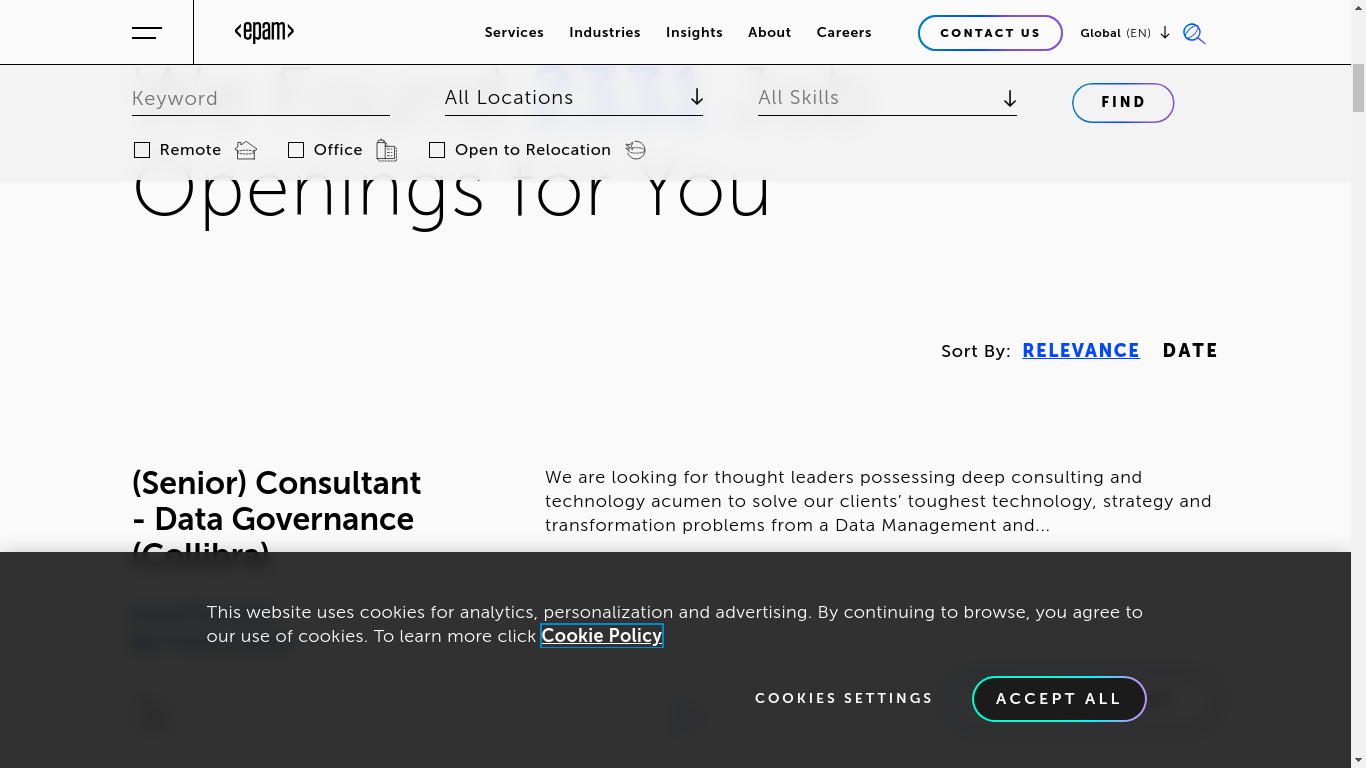 <epam>
Services Industries Insights About Careers CONTACT US Global (EN)
Keyword All Locations All Skills FIND
Remote Office Open to Relocation
Openings for You
Sort By: RELEVANCE DATE
(Senior) Consultant
- Data Governance
(Collibra)
We are looking for thought leaders possessing deep consulting and
technology acumen to solve our clients’ toughest technology, strategy and
transformation problems from a Data Management and...
This website uses cookies for analytics, personalization and advertising. By continuing to browse, you agree to
our use of cookies. To learn more click Cookie Policy
COOKIES SETTINGS ACCEPT ALL